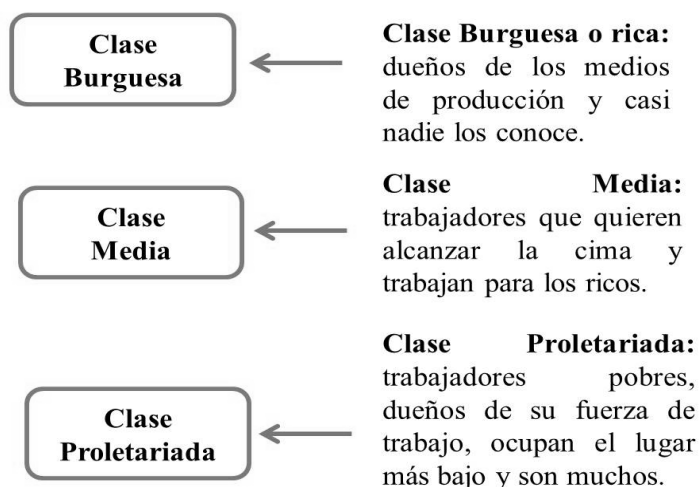 Clase
Burguesa
Clase Burguesa o rica:
dueños de los medios
de producción y casi
nadie los conoce.
Clase
Media
Clase Media:
trabajadores que quieren
alcanzar la cima y
trabajan para los ricos.
Clase
Proletariada
Clase Proletariada:
trabajadores pobres,
dueños de su fuerza de
trabajo, ocupan el lugar
más bajo y son muchos.